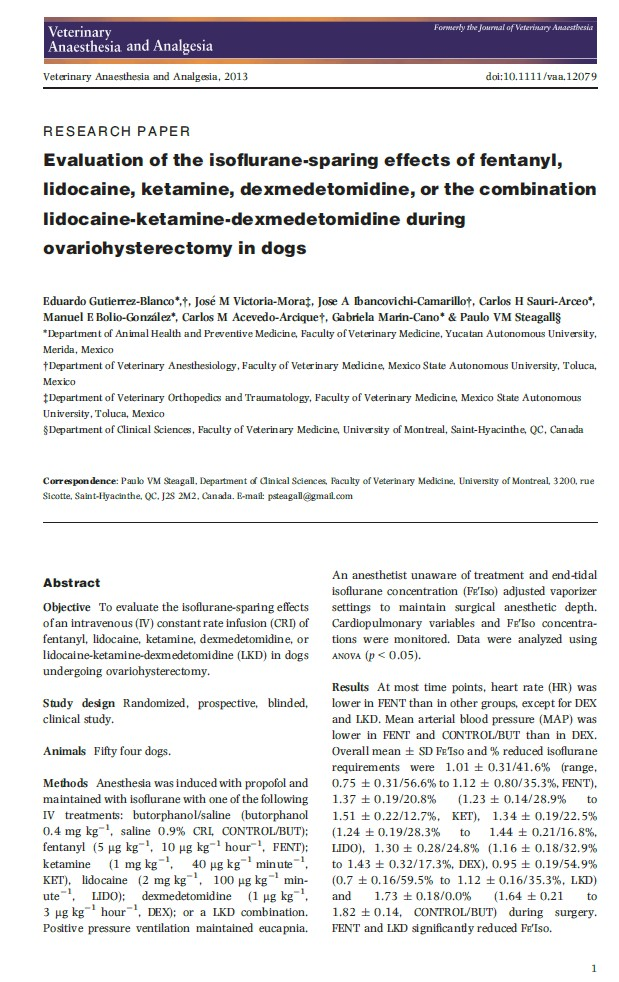 Veterinary
Anaesthesia and Analgesia
Formerly the Journal of Veterinary Anaesthesia
Veterinary Anaesthesia and Analgesia, 2013
doi:10.1111/vaa.12079
RESEARCH PAPER
Evaluation of the isoflurane-sparing effects of fentanyl,
lidocaine, ketamine, dexmedetomidine, or the combination
lidocaine-ketamine-dexmedetomidine during
ovariohysterectomy in dogs
Eduardo Gutierrez-Blanco*,†, José M Victoria-Mora‡, Jose A Ibancovichi-Camarillo†, Carlos H Sauri-Arceo*,
Manuel E Bolio-González*, Carlos M Acevedo-Arcique†, Gabriela Marin-Cano* & Paulo VM Steagall§
*Department of Animal Health and Preventive Medicine, Faculty of Veterinary Medicine, Yucatan Autonomous University,
Merida, Mexico
†Department of Veterinary Anesthesiology, Faculty of Veterinary Medicine, Mexico State Autonomous University, Toluca,
Mexico
‡Department of Veterinary Orthopedics and Traumatology, Faculty of Veterinary Medicine, Mexico State Autonomous
University, Toluca, Mexico
§Department of Clinical Sciences, Faculty of Veterinary Medicine, University of Montreal, Saint-Hyacinthe, QC, Canada
Correspondence: Paulo VM Steagall, Department of Clinical Sciences, Faculty of Veterinary Medicine, University of Montreal, 3200, rue
Sicotte, Saint-Hyacinthe, QC, J2S 2M2, Canada. E-mail: psteagall@gmail.com
Abstract
Objective To evaluate the isoflurane-sparing effects
of an intravenous (IV) constant rate infusion (CRI) of
fentanyl, lidocaine, ketamine, dexmedetomidine, or
lidocaine-ketamine-dexmedetomidine (LKD) in dogs
undergoing ovariohysterectomy.
Study design Randomized, prospective, blinded,
clinical study.
Animals Fifty four dogs.
Methods Anesthesia was induced with propofol and
maintained with isoflurane with one of the following
IV treatments: butorphanol/saline (butorphanol
0.4 mg kg⁻¹, saline 0.9% CRI, CONTROL/BUT);
fentanyl (5 μg kg⁻¹, 10 μg kg⁻¹ hour⁻¹, FENT);
ketamine (1 mg kg⁻¹, 40 μg kg⁻¹ minute⁻¹,
KET), lidocaine (2 mg kg⁻¹, 100 μg kg⁻¹ min-
ute⁻¹, LIDO); dexmedetomidine (1 μg kg⁻¹,
3 μg kg⁻¹ hour⁻¹, DEX); or a LKD combination.
Positive pressure ventilation maintained eucapnia.
An anesthetist unaware of treatment and end-tidal
isoflurane concentration (Fᴇ′Iso) adjusted vaporizer
settings to maintain surgical anesthetic depth.
Cardiopulmonary variables and Fᴇ′Iso concentra-
tions were monitored. Data were analyzed using
ANOVA (p < 0.05).
Results At most time points, heart rate (HR) was
lower in FENT than in other groups, except for DEX
and LKD. Mean arterial blood pressure (MAP) was
lower in FENT and CONTROL/BUT than in DEX.
Overall mean ± SD Fᴇ′Iso and % reduced isoflurane
requirements were 1.01 ± 0.31/41.6% (range,
0.75 ± 0.31/56.6% to 1.12 ± 0.80/35.3%, FENT),
1.37 ± 0.19/20.8% (1.23 ± 0.14/28.9% to
1.51 ± 0.22/12.7%, KET), 1.34 ± 0.19/22.5%
(1.24 ± 0.19/28.3% to 1.44 ± 0.21/16.8%,
LIDO), 1.30 ± 0.28/24.8% (1.16 ± 0.18/32.9%
to 1.43 ± 0.32/17.3%, DEX), 0.95 ± 0.19/54.9%
(0.7 ± 0.16/59.5% to 1.12 ± 0.16/35.3%, LKD)
and 1.73 ± 0.18/0.0% (1.64 ± 0.21 to
1.82 ± 0.14, CONTROL/BUT) during surgery.
FENT and LKD significantly reduced Fᴇ′Iso.
1